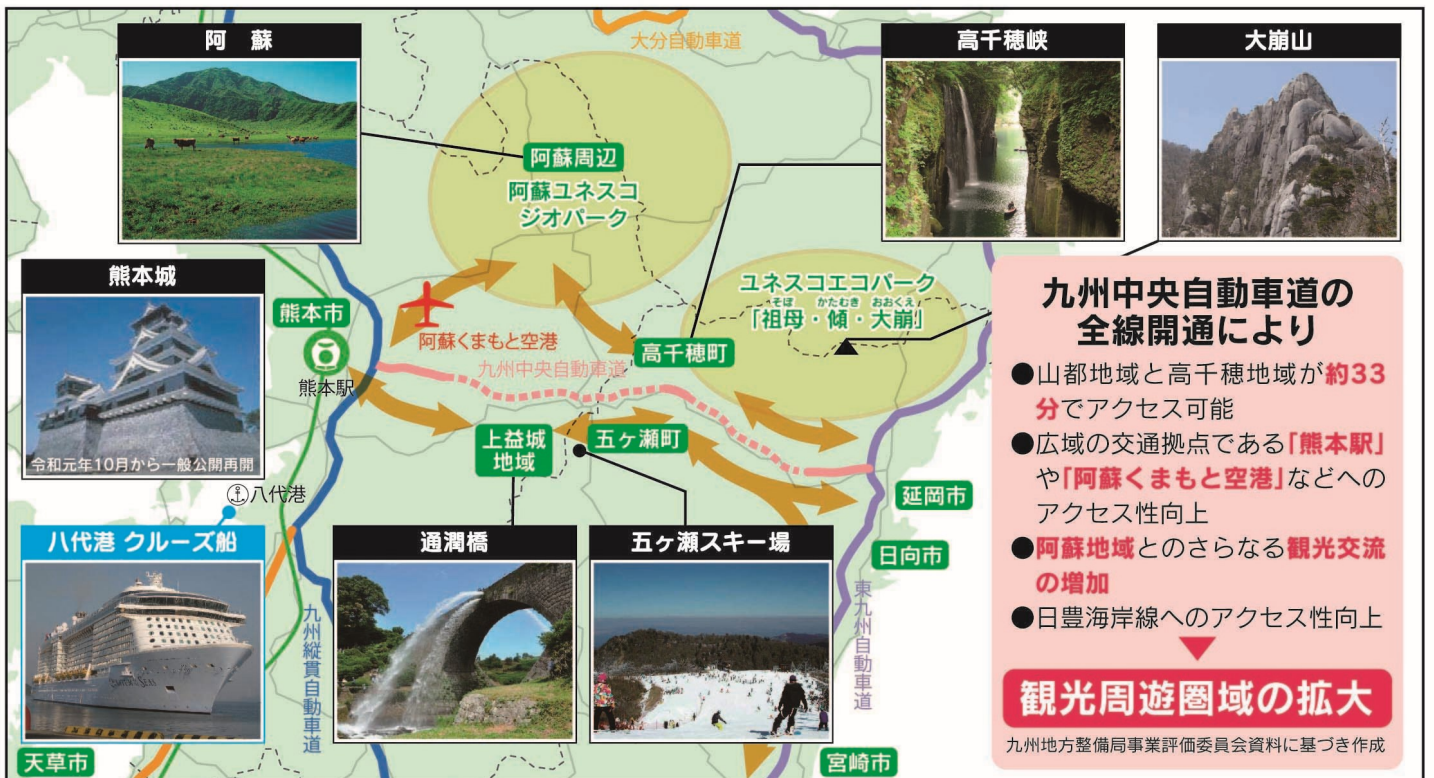 阿 蘇
大分自動車道
高千穂峡
大崩山
阿蘇周辺
阿蘇ユネスコ
ジオパーク
熊本城
令和元年10月から一般公開再開
熊本市
熊本駅
阿蘇くまもと空港
九州中央自動車道
高千穂町
ユネスコエコパーク
そぼ かたむき おおくえ
「祖母・傾・大崩」
上益城
地域
五ヶ瀬町
延岡市
日向市
八代港
八代港 クルーズ船
九州縦貫自動車道
通潤橋
五ヶ瀬スキー場
東九州自動車道
天草市
宮崎市
九州中央自動車道の
全線開通により
●山都地域と高千穂地域が約33
分でアクセス可能
●広域の交通拠点である「熊本駅」
や「阿蘇くまもと空港」などへの
アクセス性向上
●阿蘇地域とのさらなる観光交流
の増加
●日豊海岸線へのアクセス性向上
観光周遊圏域の拡大
九州地方整備局事業評価委員会資料に基づき作成